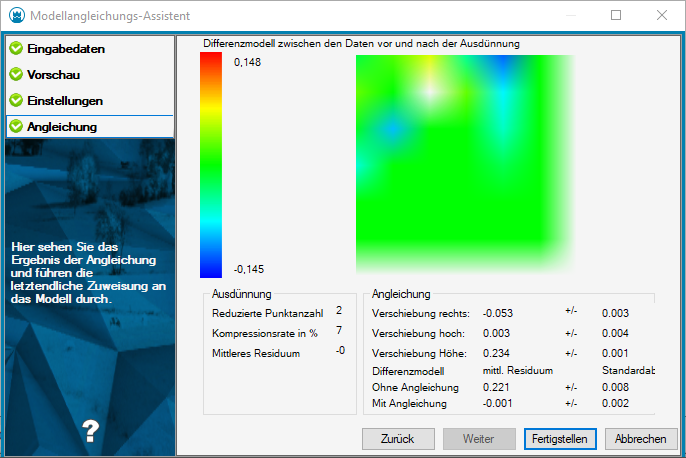 Modellangleichungs-Assistent
Eingabedaten
Vorschau
Einstellungen
Angleichung
Hier sehen Sie das
Ergebnis der Angleichung
und führen die
letztendliche Zuweisung an
das Modell durch.
?
Differenzmodell zwischen den Daten vor und nach der Ausdünnung
0,148
-0,145
Ausdünnung
Reduzierte Punktanzahl 2
Kompressionsrate in % 7
Mittleres Residuum -0
Angleichung
Verschiebung rechts: -0.053 +/- 0.003
Verschiebung hoch: 0.003 +/- 0.004
Verschiebung Höhe: 0.234 +/- 0.001
Differenzmodell mittl. Residuum Standardab
Ohne Angleichung 0.221 +/- 0.008
Mit Angleichung -0.001 +/- 0.002
Zurück Weiter Fertigstellen Abbrechen